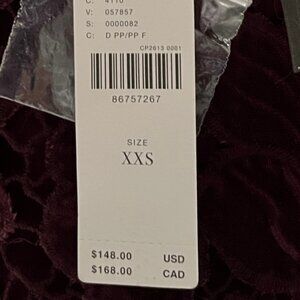 C: 4110
V: 057857
S: 0000082
C: D PP/PP F
CP2613 0001
86757267
SIZE
XXS
$148.00 USD
$168.00 CAD